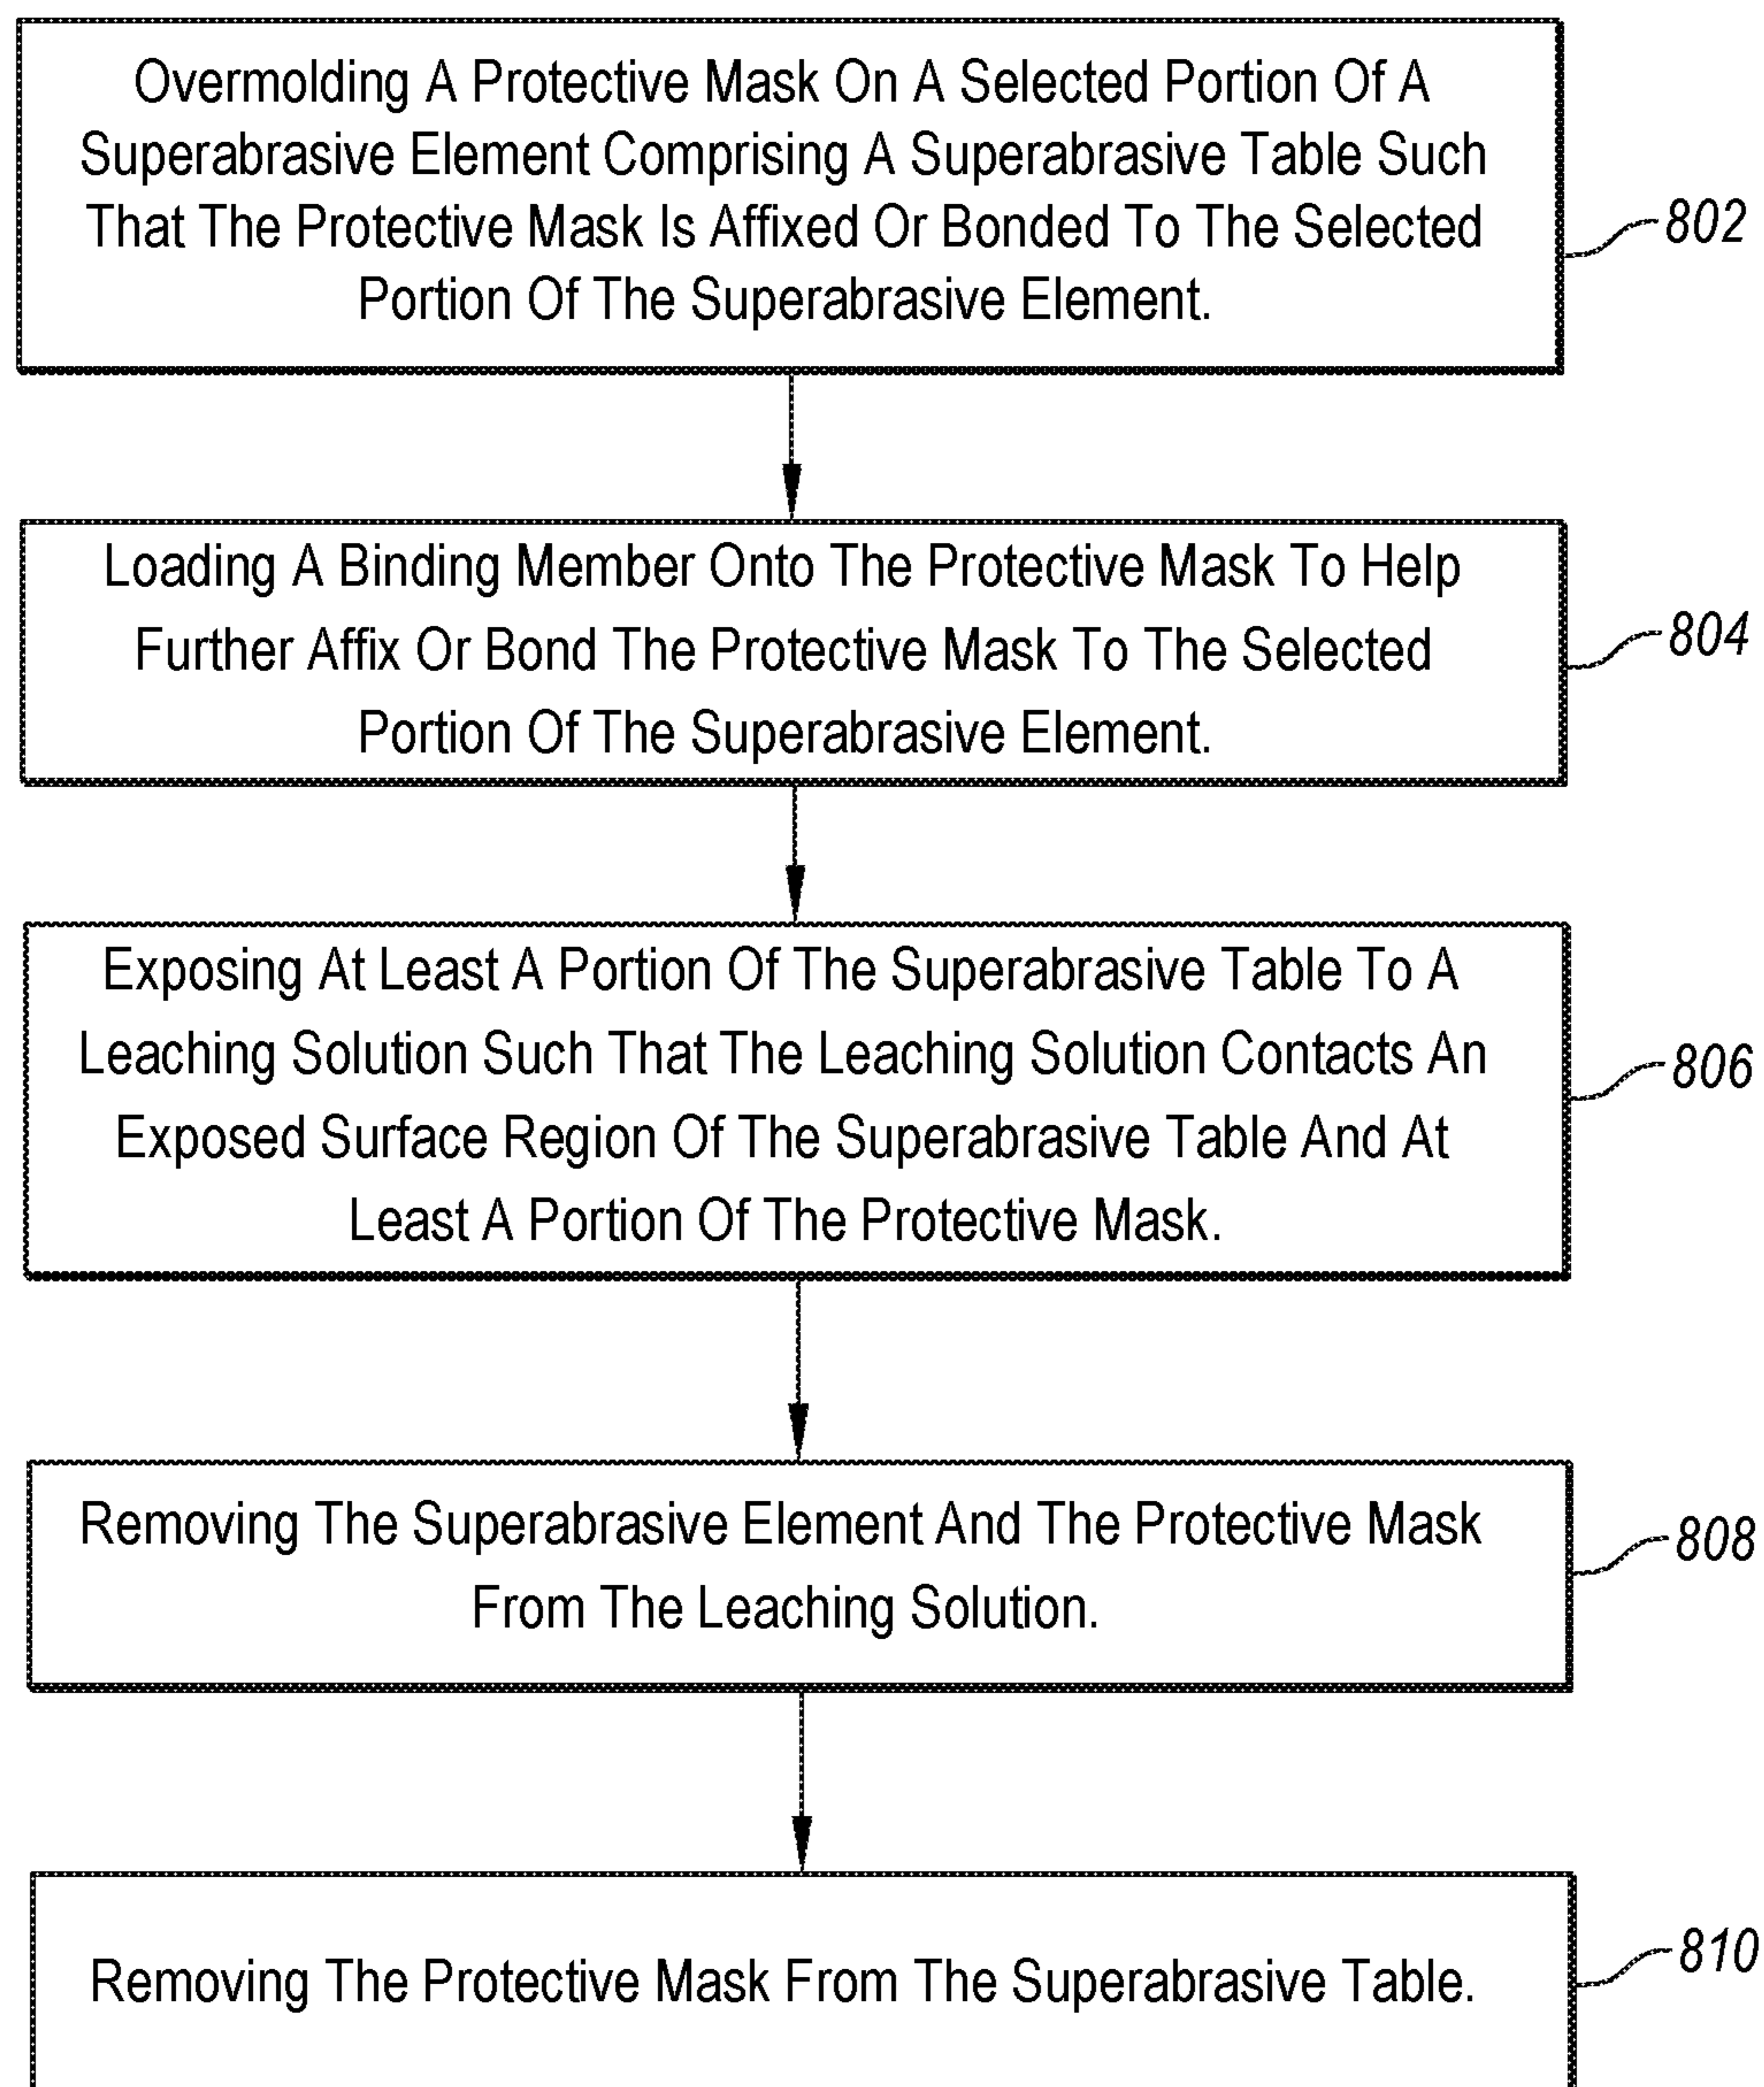 Overmolding A Protective Mask On A Selected Portion Of A
Superabrasive Element Comprising A Superabrasive Table Such
That The Protective Mask Is Affixed Or Bonded To The Selected
Portion Of The Superabrasive Element.
802
Loading A Binding Member Onto The Protective Mask To Help
Further Affix Or Bond The Protective Mask To The Selected
Portion Of The Superabrasive Element.
804
Exposing At Least A Portion Of The Superabrasive Table To A
Leaching Solution Such That The Leaching Solution Contacts An
Exposed Surface Region Of The Superabrasive Table And At
Least A Portion Of The Protective Mask.
806
Removing The Superabrasive Element And The Protective Mask
From The Leaching Solution.
808
Removing The Protective Mask From The Superabrasive Table.
810